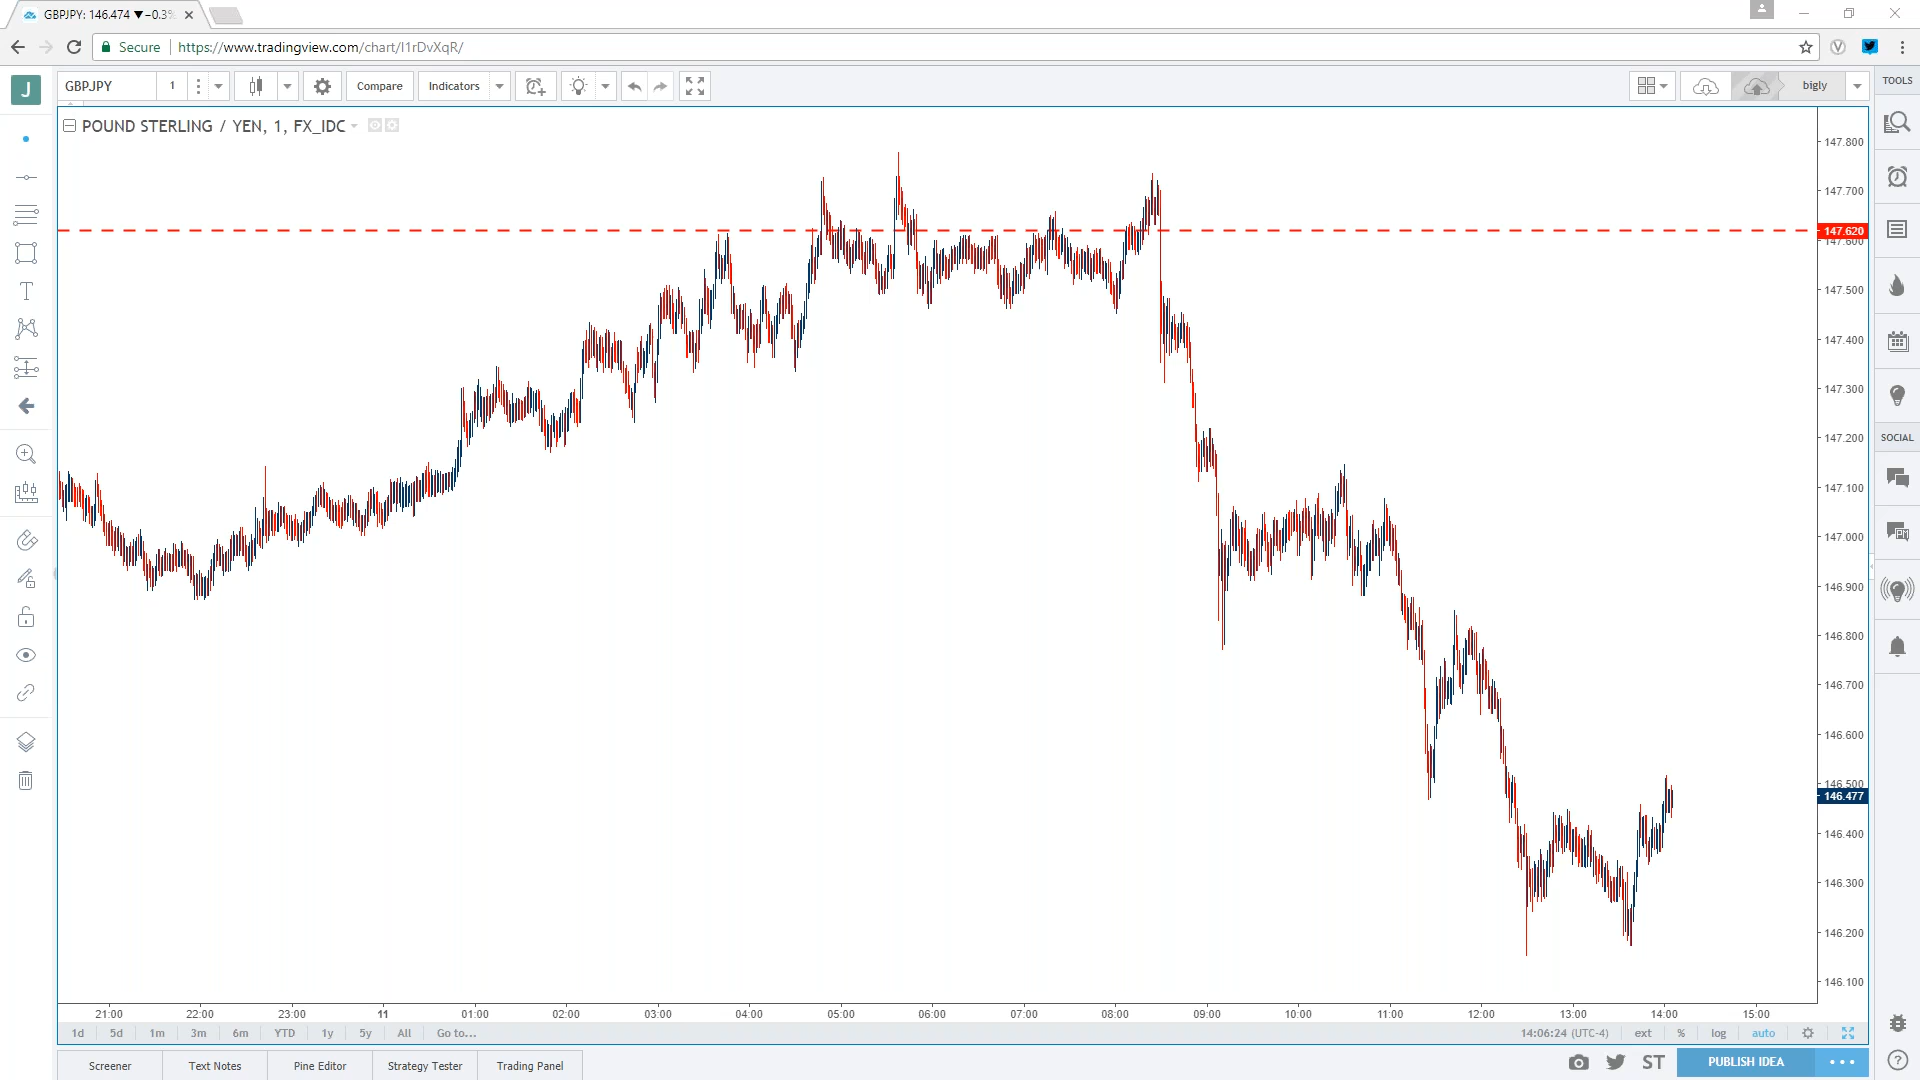 GBPJPY: 146.474 ▼−0.3%
Secure https://www.tradingview.com/chart/I1rDvXqR/
J GBPJPY 1 Compare Indicators bigly TOOLS
POUND STERLING / YEN, 1, FX_IDC
147.800
147.700
147.620
147.600
147.500
147.400
147.300
147.200
147.100
147.000
146.900
146.800
146.700
146.600
146.500
146.477
146.400
146.300
146.200
146.100
SOCIAL
21:00 22:00 23:00 11 01:00 02:00 03:00 04:00 05:00 06:00 07:00 08:00 09:00 10:00 11:00 12:00 13:00 14:00 15:00
1d 5d 1m 3m 6m YTD 1y 5y All Go to... 14:06:24 (UTC-4) ext % log auto
Screener Text Notes Pine Editor Strategy Tester Trading Panel ST PUBLISH IDEA